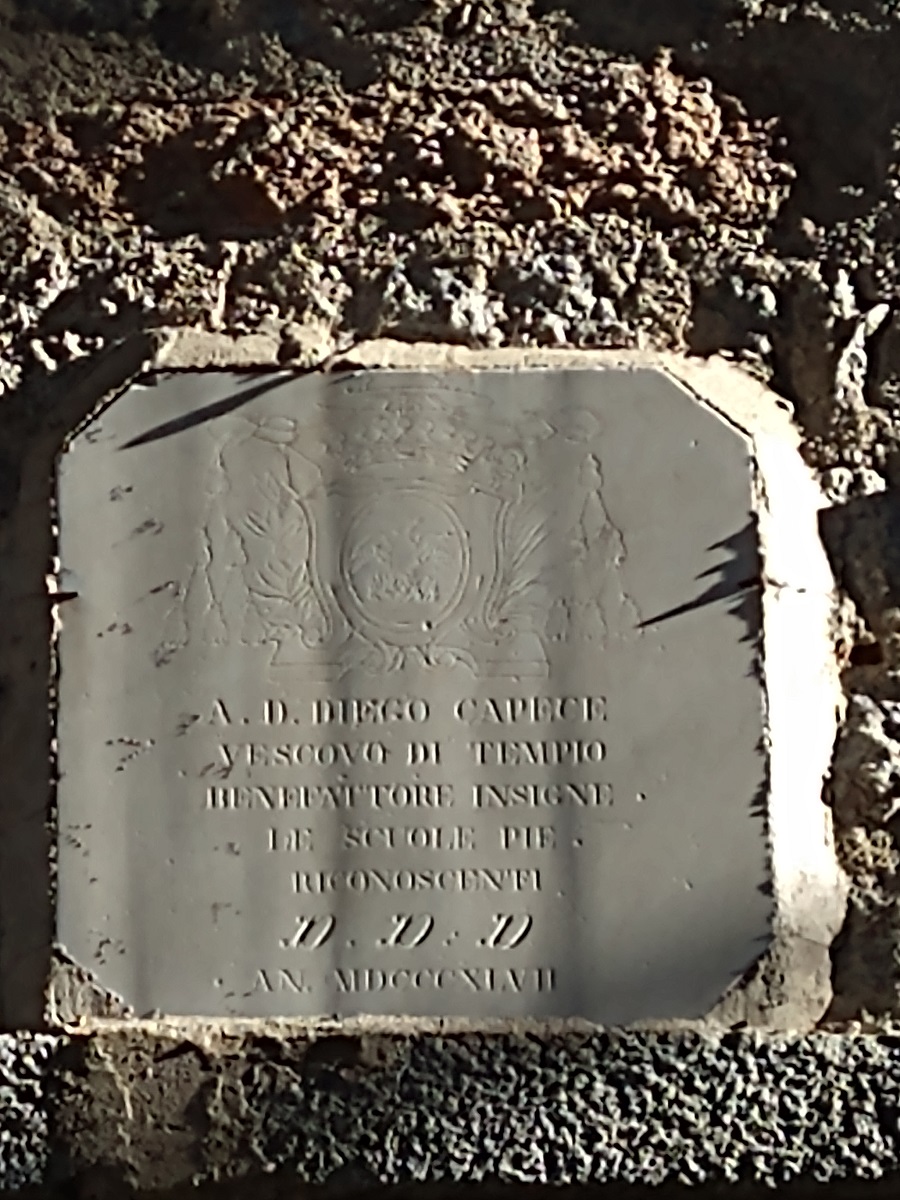 A. D. DIEGO CAPECE
VESCOVO DI TEMPIO
BENEFATTORE INSIGNE .
LE SCUOLE PIE .
RICONOSCENTI
D. D: D
AN. MDCCCXLVII